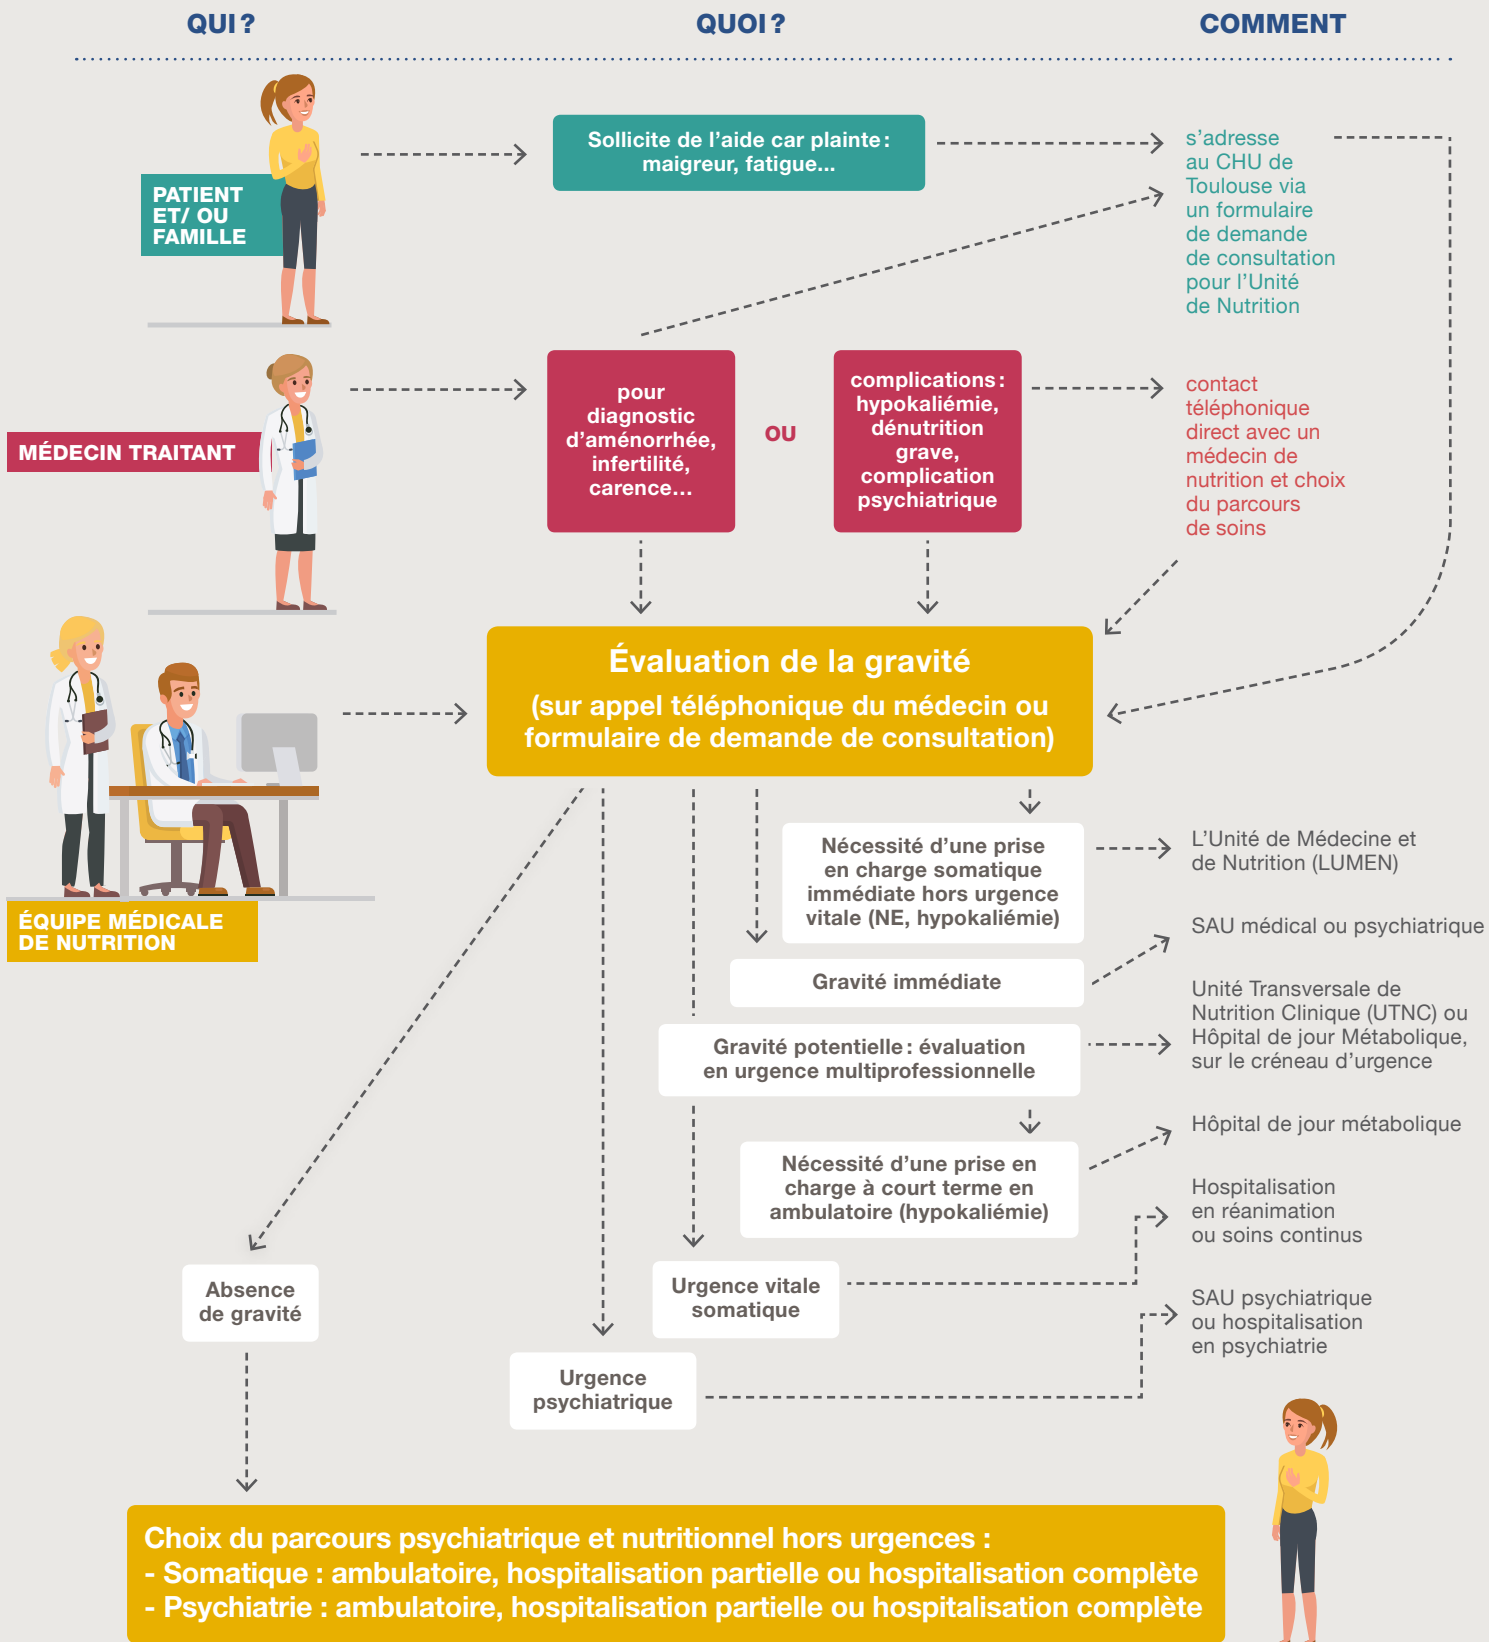 QUI ?
QUOI ?
COMMENT
PATIENT
ET/ OU
FAMILLE
Sollicite de l’aide car plainte :
maigreur, fatigue...
s’adresse
au CHU de
Toulouse via
un formulaire
de demande
de consultation
pour l’Unité
de Nutrition
MÉDECIN TRAITANT
pour
diagnostic
d’aménorrhée,
infertilité,
carence…
OU
complications :
hypokaliémie,
dénutrition
grave,
complication
psychiatrique
contact
téléphonique
direct avec un
médecin de
nutrition et choix
du parcours
de soins
ÉQUIPE MÉDICALE
DE NUTRITION
Évaluation de la gravité
(sur appel téléphonique du médecin ou
formulaire de demande de consultation)
Nécessité d’une prise
en charge somatique
immédiate hors urgence
vitale (NE, hypokaliémie)
L’Unité de Médecine et
de Nutrition (LUMEN)
Gravité immédiate
SAU médical ou psychiatrique
Gravité potentielle : évaluation
en urgence multiprofessionnelle
Unité Transversale de
Nutrition Clinique (UTNC) ou
Hôpital de jour Métabolique,
sur le créneau d’urgence
Nécessité d’une prise en
charge à court terme en
ambulatoire (hypokaliémie)
Hôpital de jour métabolique
Urgence vitale
somatique
Hospitalisation
en réanimation
ou soins continus
Urgence
psychiatrique
SAU psychiatrique
ou hospitalisation
en psychiatrie
Absence
de gravité
Choix du parcours psychiatrique et nutritionnel hors urgences :
- Somatique : ambulatoire, hospitalisation partielle ou hospitalisation complète
- Psychiatrie : ambulatoire, hospitalisation partielle ou hospitalisation complète